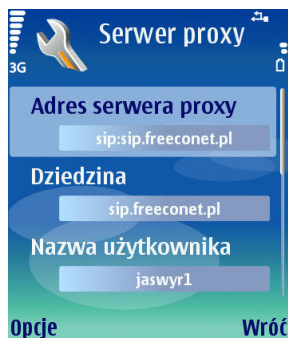 Serwer proxy
3G
Adres serwera proxy
sip:sip.freeconet.pl
Dziedzina
sip.freeconet.pl
Nazwa użytkownika
jaswyr1
Opcje Wróć